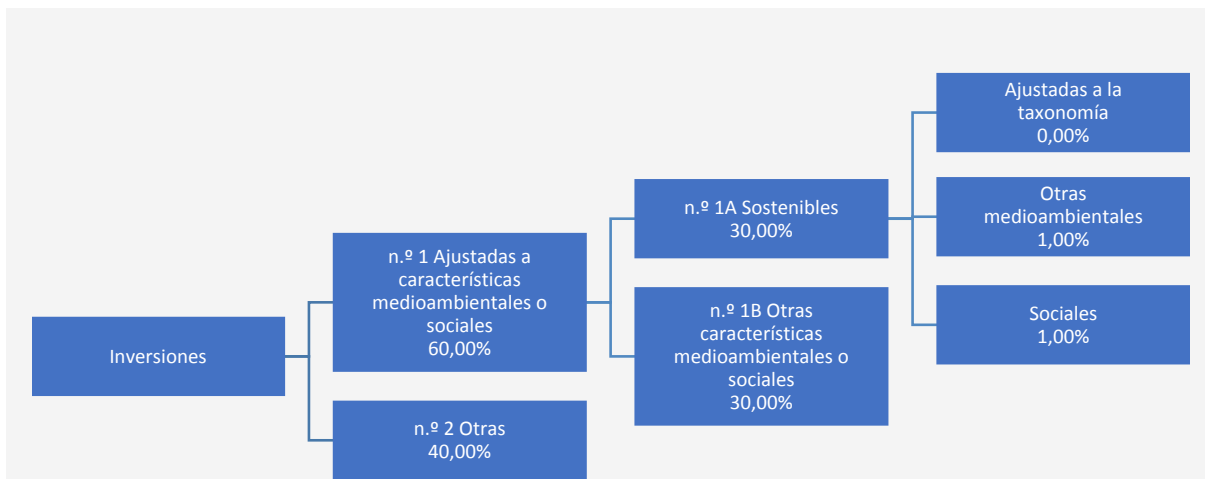 Inversiones
n.º 1 Ajustadas a
características
medioambientales o
sociales
60,00%
n.º 2 Otras
40,00%
n.º 1A Sostenibles
30,00%
n.º 1B Otras
características
medioambientales o
sociales
30,00%
Ajustadas a la
taxonomía
0,00%
Otras
medioambientales
1,00%
Sociales
1,00%